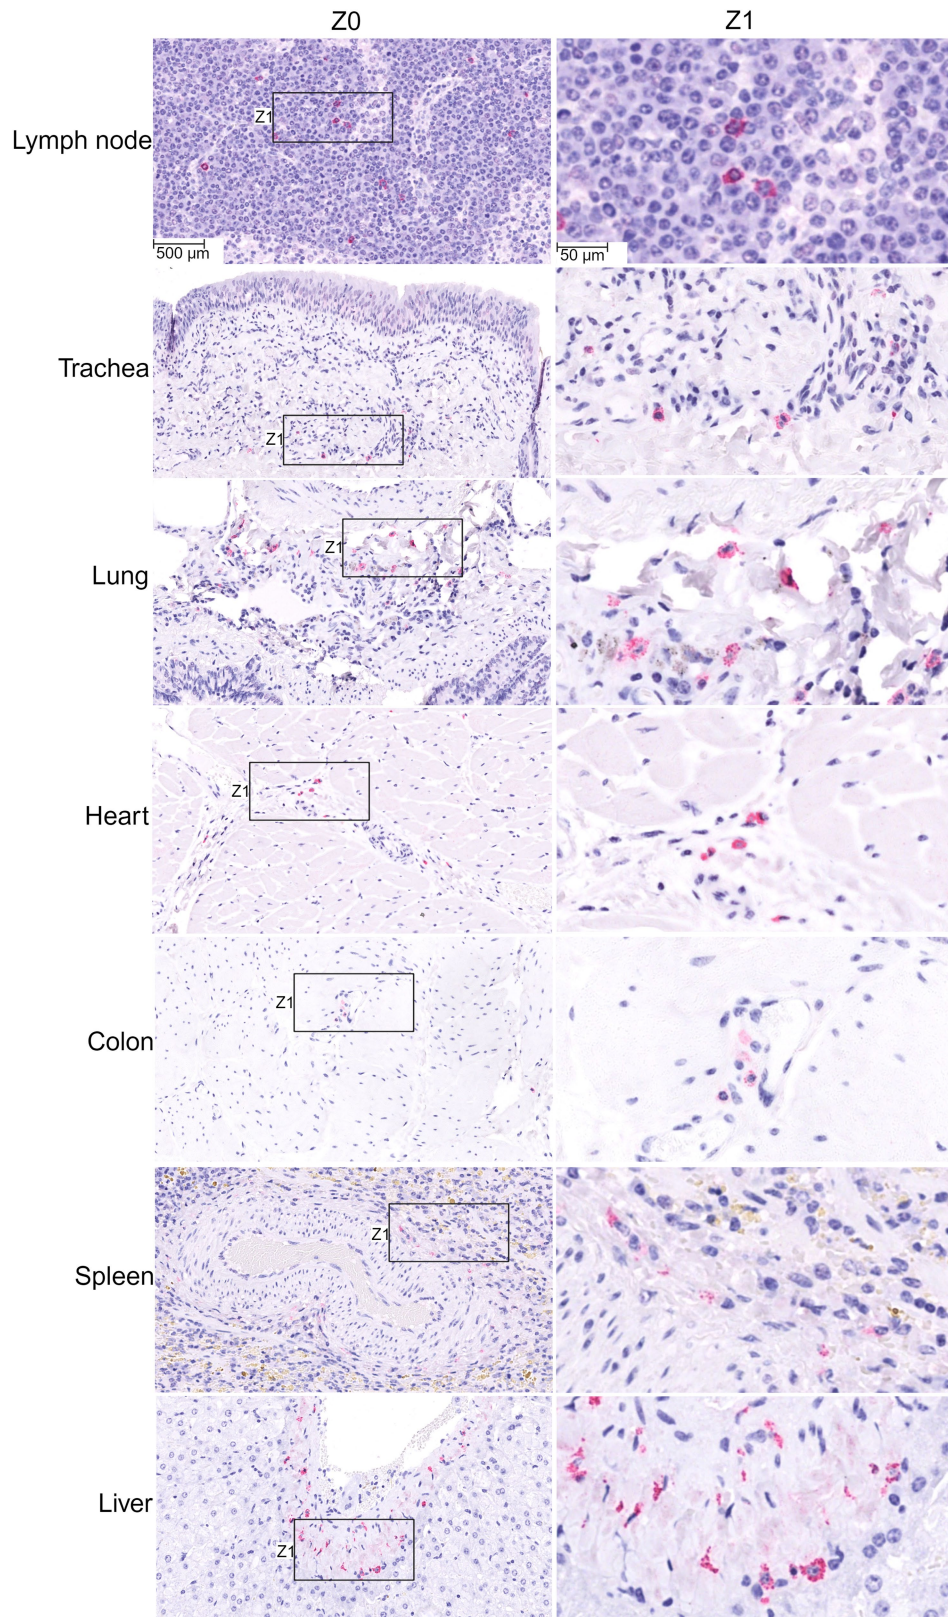 Z0 Z1
Lymph node
Z1
500 µm
50 µm
Trachea
Z1
Lung
Z1
Heart
Z1
Colon
Z1
Spleen
Z1
Liver
Z1